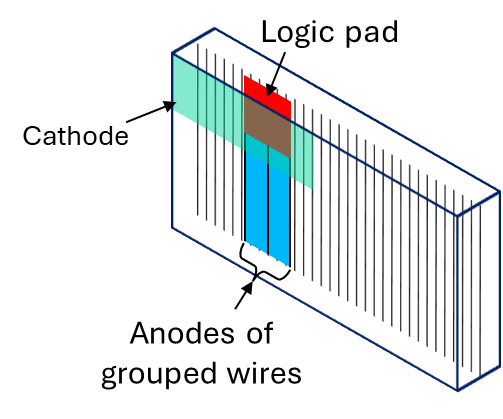 Logic pad
Cathode
Anodes of
grouped wires